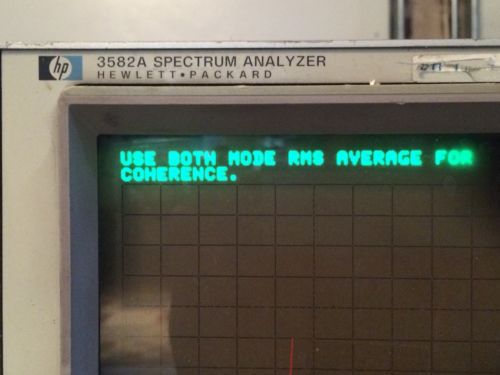 hp 3582A SPECTRUM ANALYZER
HEWLETT•PACKARD
USE BOTH MODE RMS AVERAGE FOR
COHERENCE.